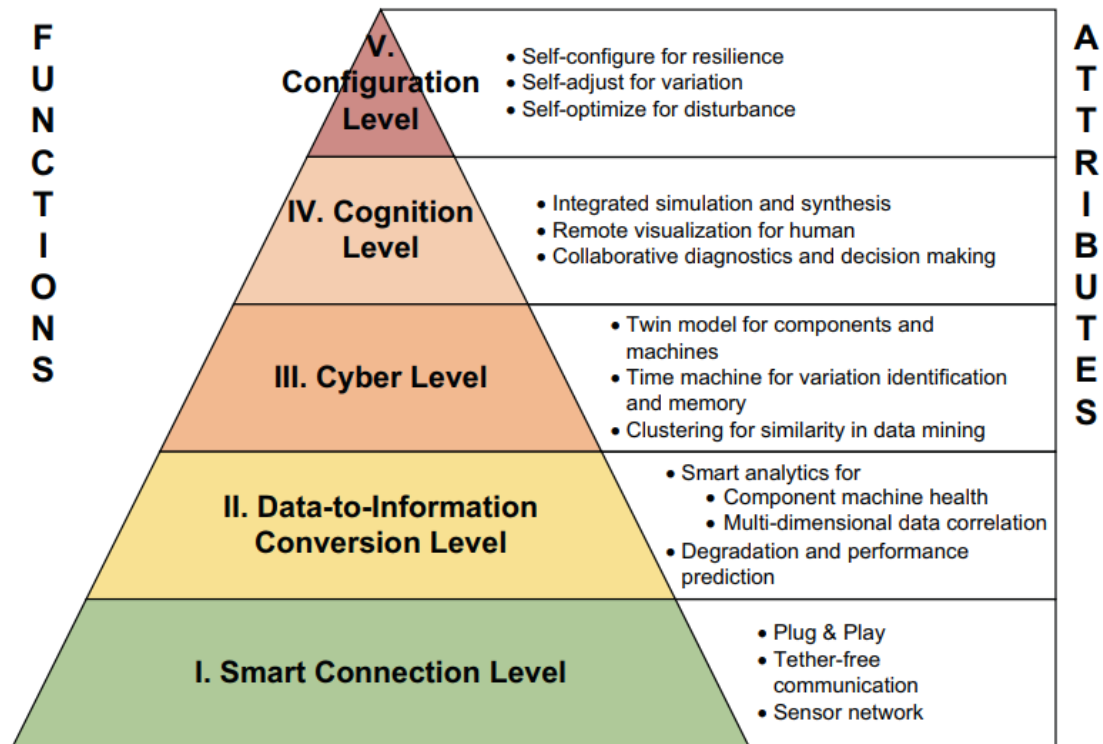 FUNCTIONS
ATTRIBUTES
V.
Configuration
Level
• Self-configure for resilience
• Self-adjust for variation
• Self-optimize for disturbance
IV. Cognition
Level
• Integrated simulation and synthesis
• Remote visualization for human
• Collaborative diagnostics and decision making
III. Cyber Level
• Twin model for components and
machines
• Time machine for variation identification
and memory
• Clustering for similarity in data mining
II. Data-to-Information
Conversion Level
• Smart analytics for
• Component machine health
• Multi-dimensional data correlation
• Degradation and performance
prediction
I. Smart Connection Level
• Plug & Play
• Tether-free
communication
• Sensor network